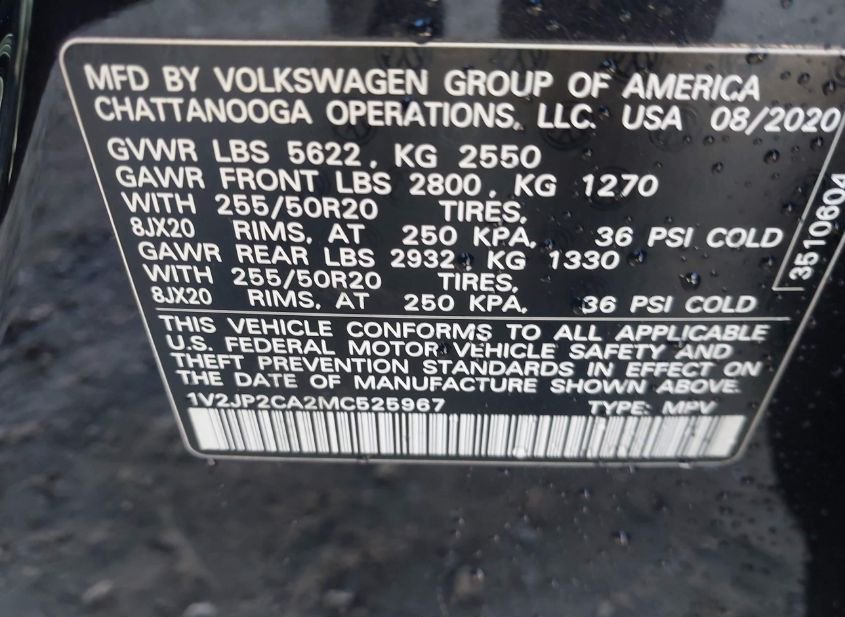 MFD BY VOLKSWAGEN GROUP OF AMERICA
CHATTANOOGA OPERATIONS, LLC. USA 08/2020
GVWR LBS 5622, KG 2550
GAWR FRONT LBS 2800, KG 1270
WITH 255/50R20 TIRES,
8JX20 RIMS, AT 250 KPA, 36 PSI COLD
GAWR REAR LBS 2932, KG 1330
WITH 255/50R20 TIRES,
8JX20 RIMS, AT 250 KPA, 36 PSI COLD
THIS VEHICLE CONFORMS TO ALL APPLICABLE
U.S. FEDERAL MOTOR VEHICLE SAFETY AND
THEFT PREVENTION STANDARDS IN EFFECT ON
THE DATE OF MANUFACTURE SHOWN ABOVE.
1V2JP2CA2MC525967 TYPE: MPV
3510604